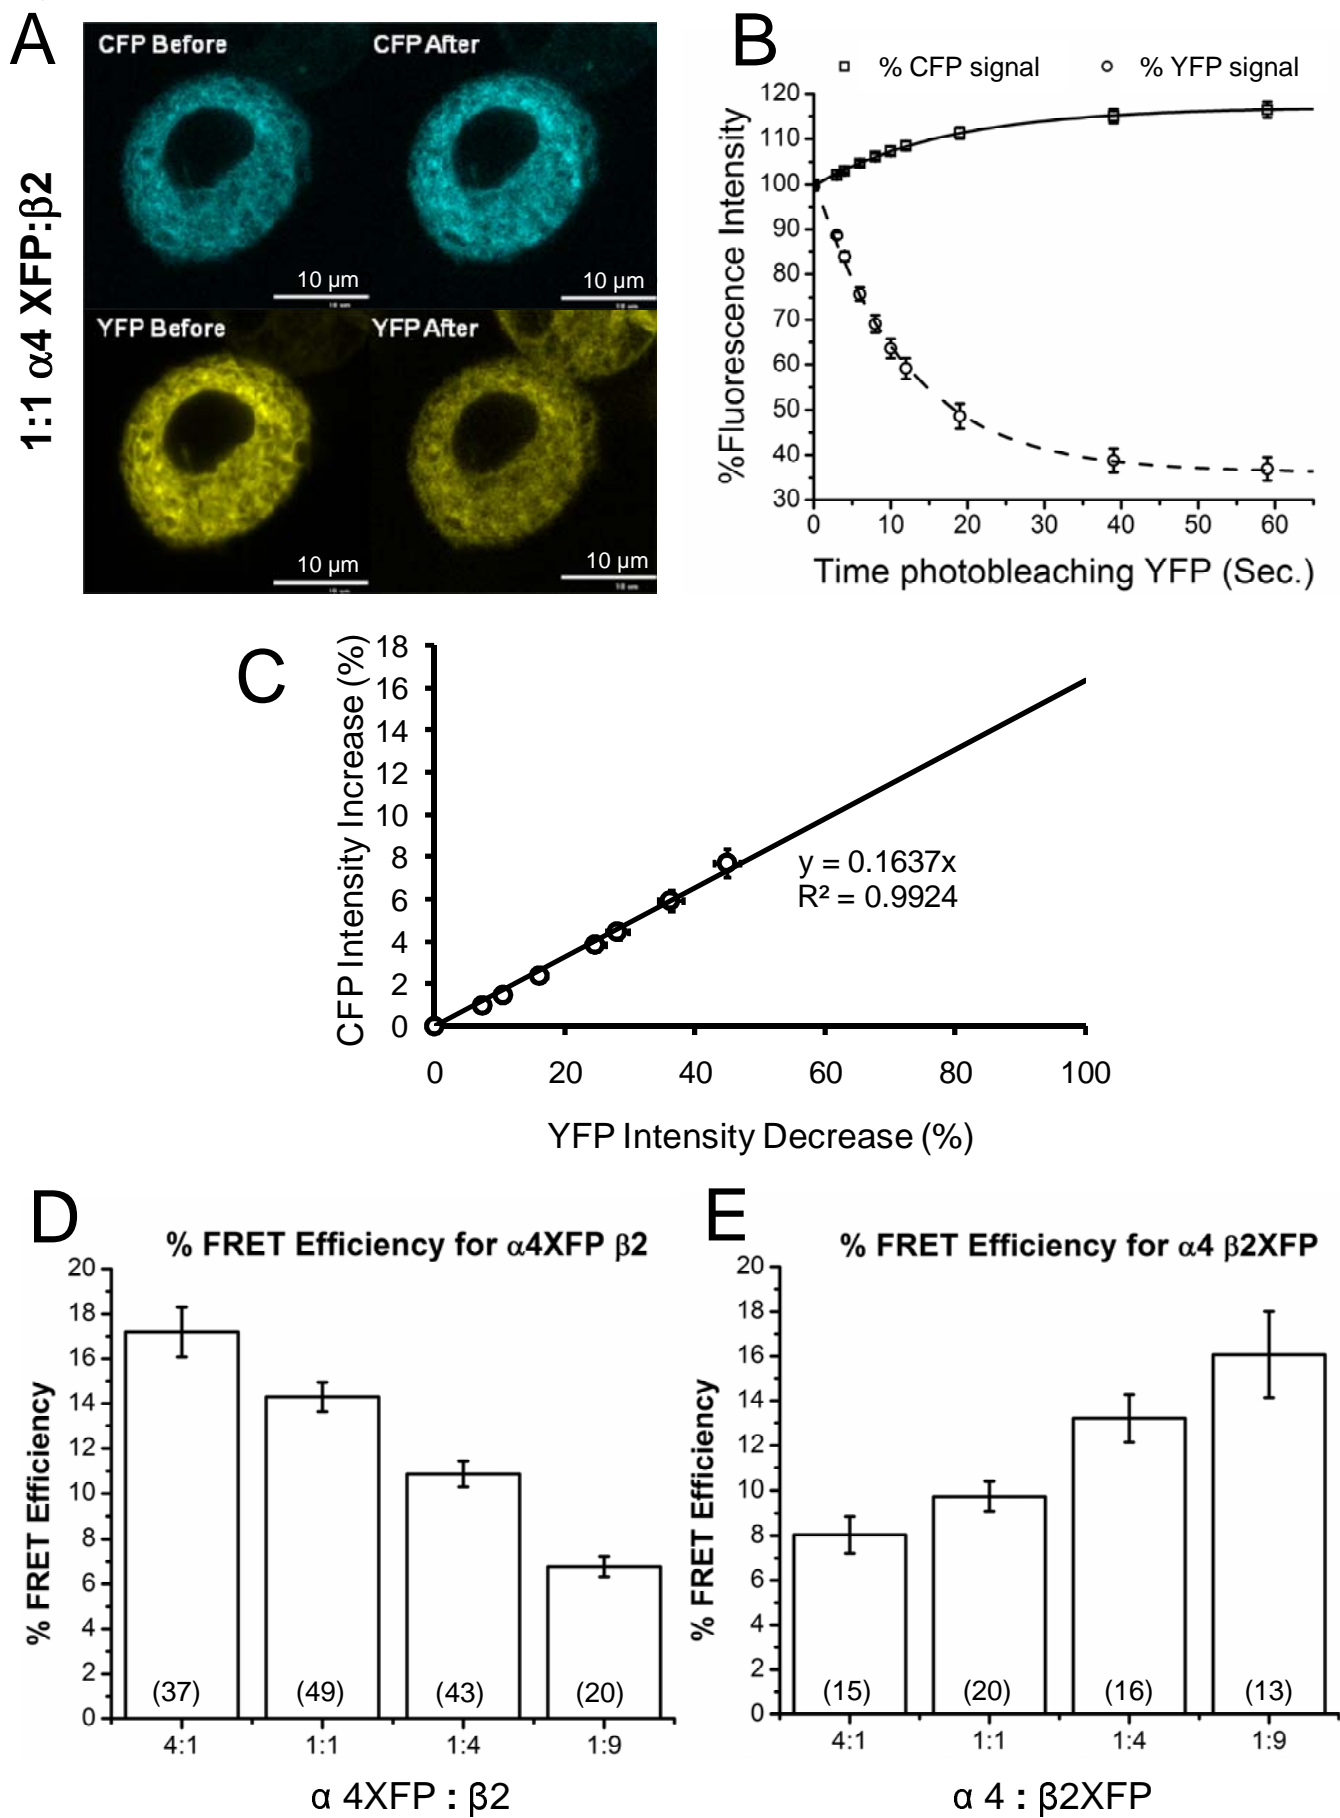 A
CFP Before
CFP After
10 µm
10 µm
YFP Before
YFP After
10 µm
10 µm
1:1 α4 XFP:β2
B
% CFP signal
% YFP signal
%Fluorescence Intensity
120
110
100
90
80
70
60
50
40
30
0 10 20 30 40 50 60
Time photobleaching YFP (Sec.)
C
CFP Intensity Increase (%)
18
16
14
12
10
8
6
4
2
0
y = 0.1637x
R² = 0.9924
0 20 40 60 80 100
YFP Intensity Decrease (%)
D
% FRET Efficiency for α4XFP β2
% FRET Efficiency
20
18
16
14
12
10
8
6
4
2
0
(37) (49) (43) (20)
4:1 1:1 1:4 1:9
α 4XFP : β2
E
% FRET Efficiency for α4 β2XFP
% FRET Efficiency
20
18
16
14
12
10
8
6
4
2
0
(15) (20) (16) (13)
4:1 1:1 1:4 1:9
α 4 : β2XFP